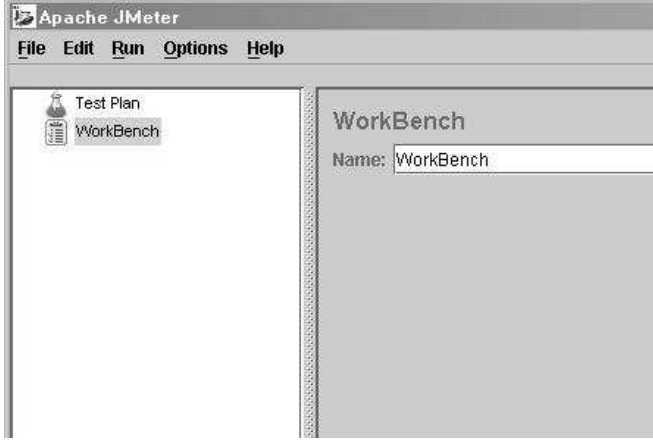 Apache JMeter
File Edit Run Options Help
Test Plan
WorkBench
WorkBench
Name: WorkBench